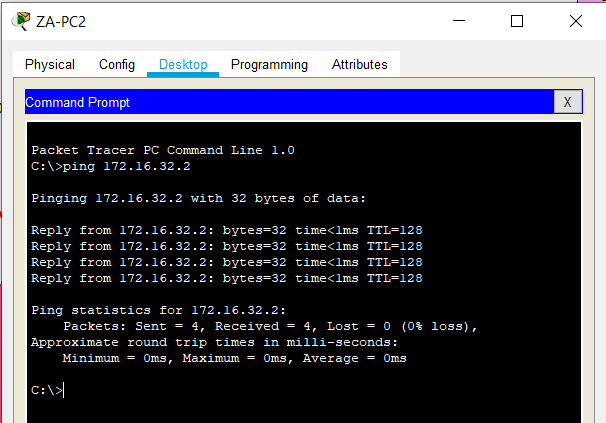 ZA-PC2
Physical Config Desktop Programming Attributes
Command Prompt X
Packet Tracer PC Command Line 1.0
C:\>ping 172.16.32.2
Pinging 172.16.32.2 with 32 bytes of data:
Reply from 172.16.32.2: bytes=32 time<1ms TTL=128
Reply from 172.16.32.2: bytes=32 time<1ms TTL=128
Reply from 172.16.32.2: bytes=32 time<1ms TTL=128
Reply from 172.16.32.2: bytes=32 time<1ms TTL=128
Ping statistics for 172.16.32.2:
    Packets: Sent = 4, Received = 4, Lost = 0 (0% loss),
Approximate round trip times in milli-seconds:
    Minimum = 0ms, Maximum = 0ms, Average = 0ms
C:\>